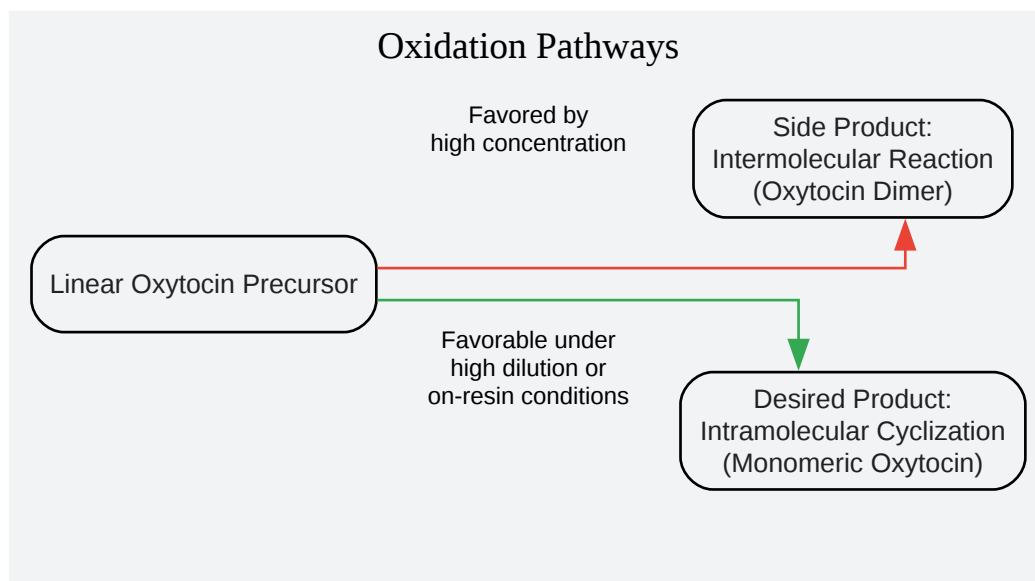 Oxidation Pathways
Favored by
high concentration
Side Product:
Intermolecular Reaction
(Oxytocin Dimer)
Linear Oxytocin Precursor
Favorable under
high dilution or
on-resin conditions
Desired Product:
Intramolecular Cyclization
(Monomeric Oxytocin)